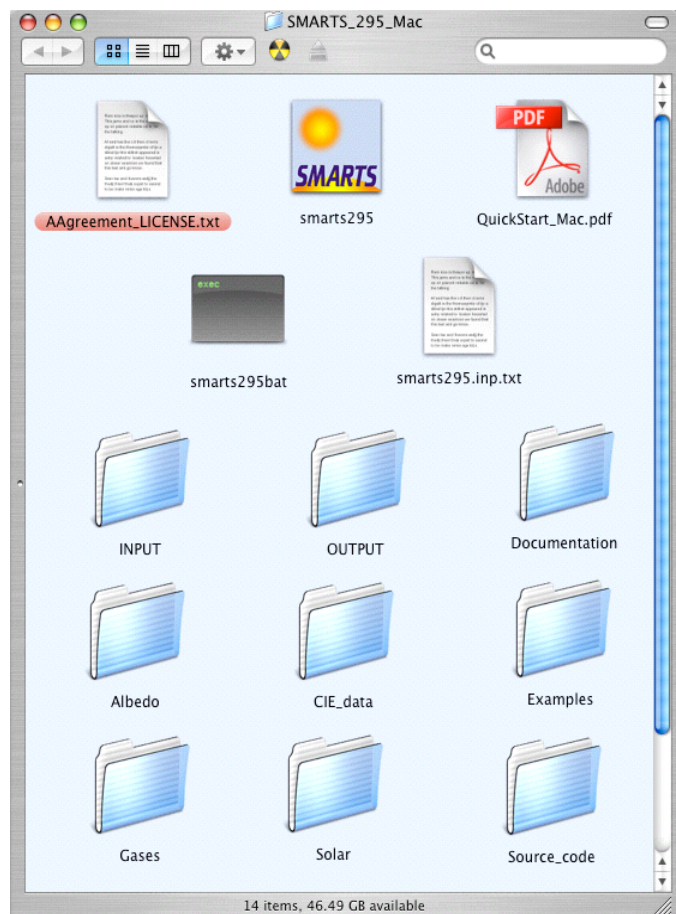 SMARTS_295_Mac
SMARTS
PDF
Adobe
AAgreement_LICENSE.txt
smarts295
QuickStart_Mac.pdf
exec
smarts295bat
smarts295.inp.txt
INPUT
OUTPUT
Documentation
Albedo
CIE_data
Examples
Gases
Solar
Source_code
14 items, 46.49 GB available